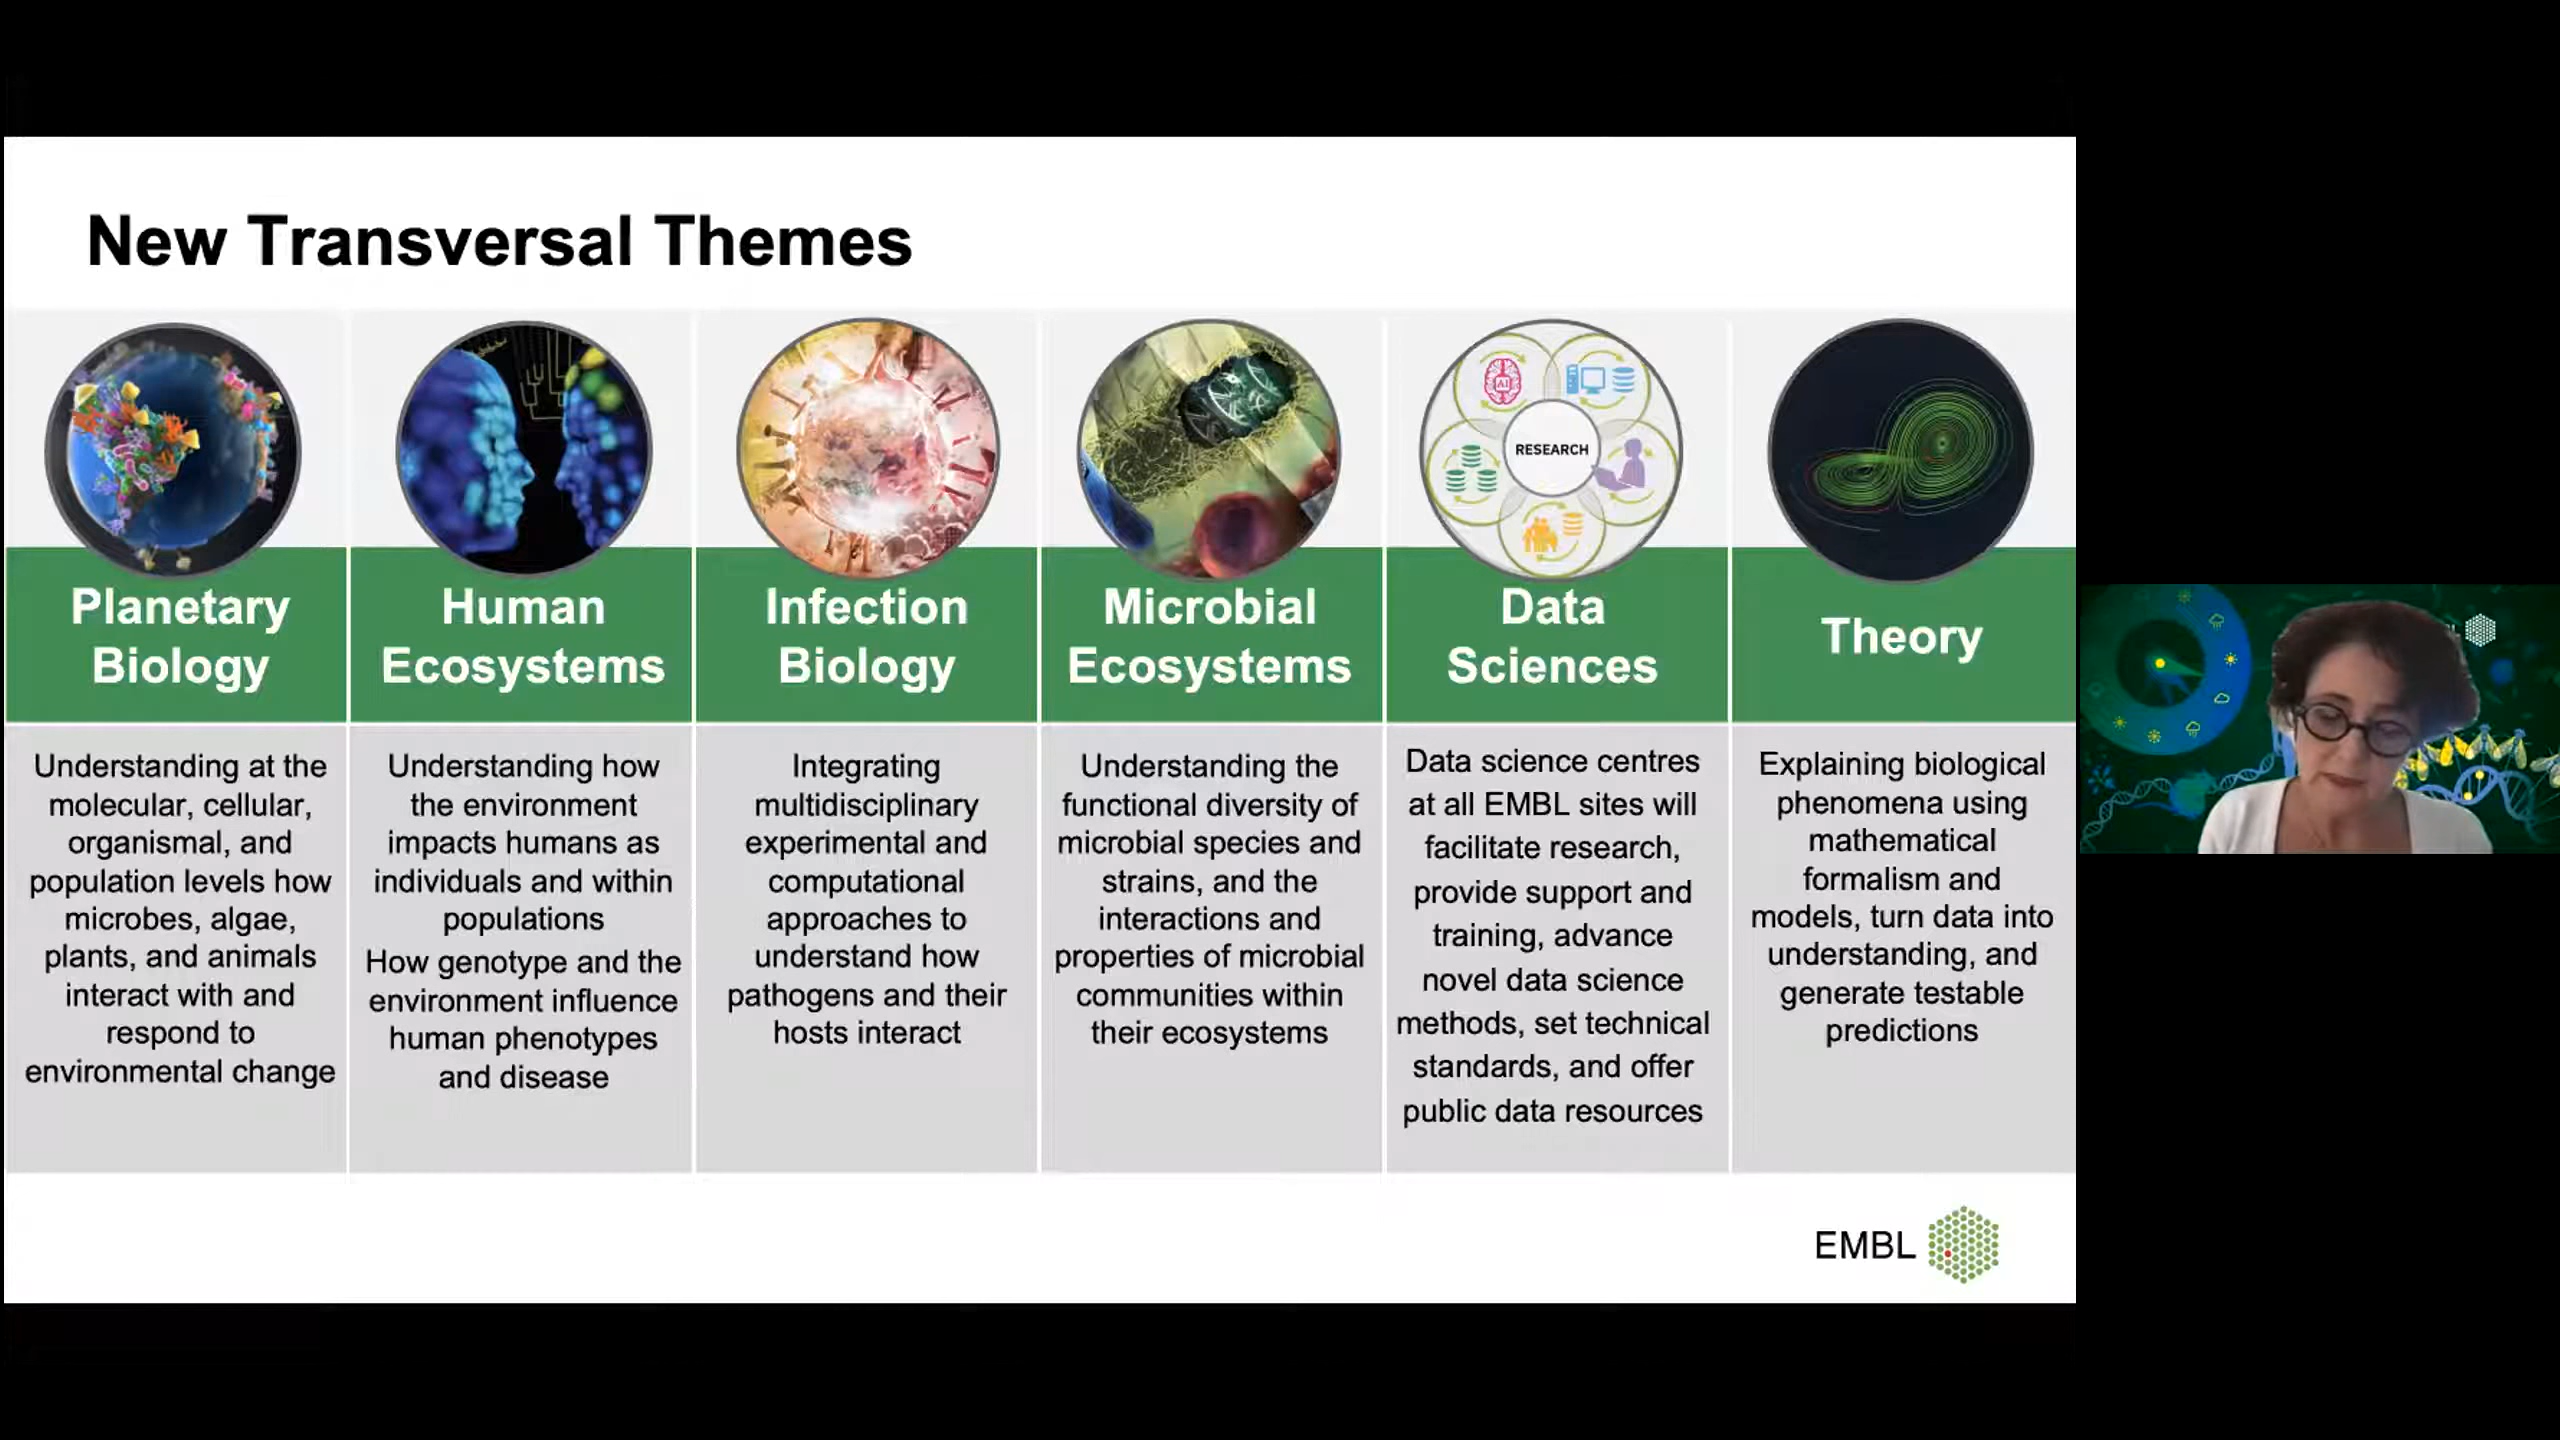 New Transversal Themes
Planetary
Biology
Understanding at the
molecular, cellular,
organismal, and
population levels how
microbes, algae,
plants, and animals
interact with and
respond to
environmental change
Human
Ecosystems
Understanding how
the environment
impacts humans as
individuals and within
populations
How genotype and the
environment influence
human phenotypes
and disease
Infection
Biology
Integrating
multidisciplinary
experimental and
computational
approaches to
understand how
pathogens and their
hosts interact
Microbial
Ecosystems
Understanding the
functional diversity of
microbial species and
strains, and the
interactions and
properties of microbial
communities within
their ecosystems
AI
RESEARCH
Data
Sciences
Data science centres
at all EMBL sites will
facilitate research,
provide support and
training, advance
novel data science
methods, set technical
standards, and offer
public data resources
Theory
Explaining biological
phenomena using
mathematical
formalism and
models, turn data into
understanding, and
generate testable
predictions
EMBL